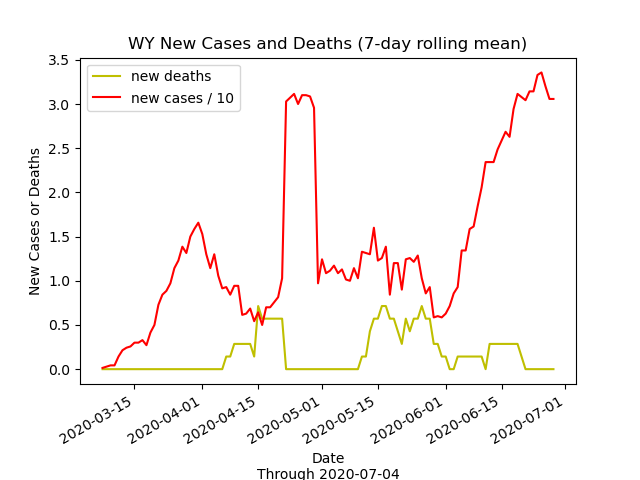 WY New Cases and Deaths (7-day rolling mean)
new deaths
new cases / 10
New Cases or Deaths
3.5
3.0
2.5
2.0
1.5
1.0
0.5
0.0
2020-03-15
2020-04-01
2020-04-15
2020-05-01
2020-05-15
2020-06-01
2020-06-15
2020-07-01
Date
Through 2020-07-04